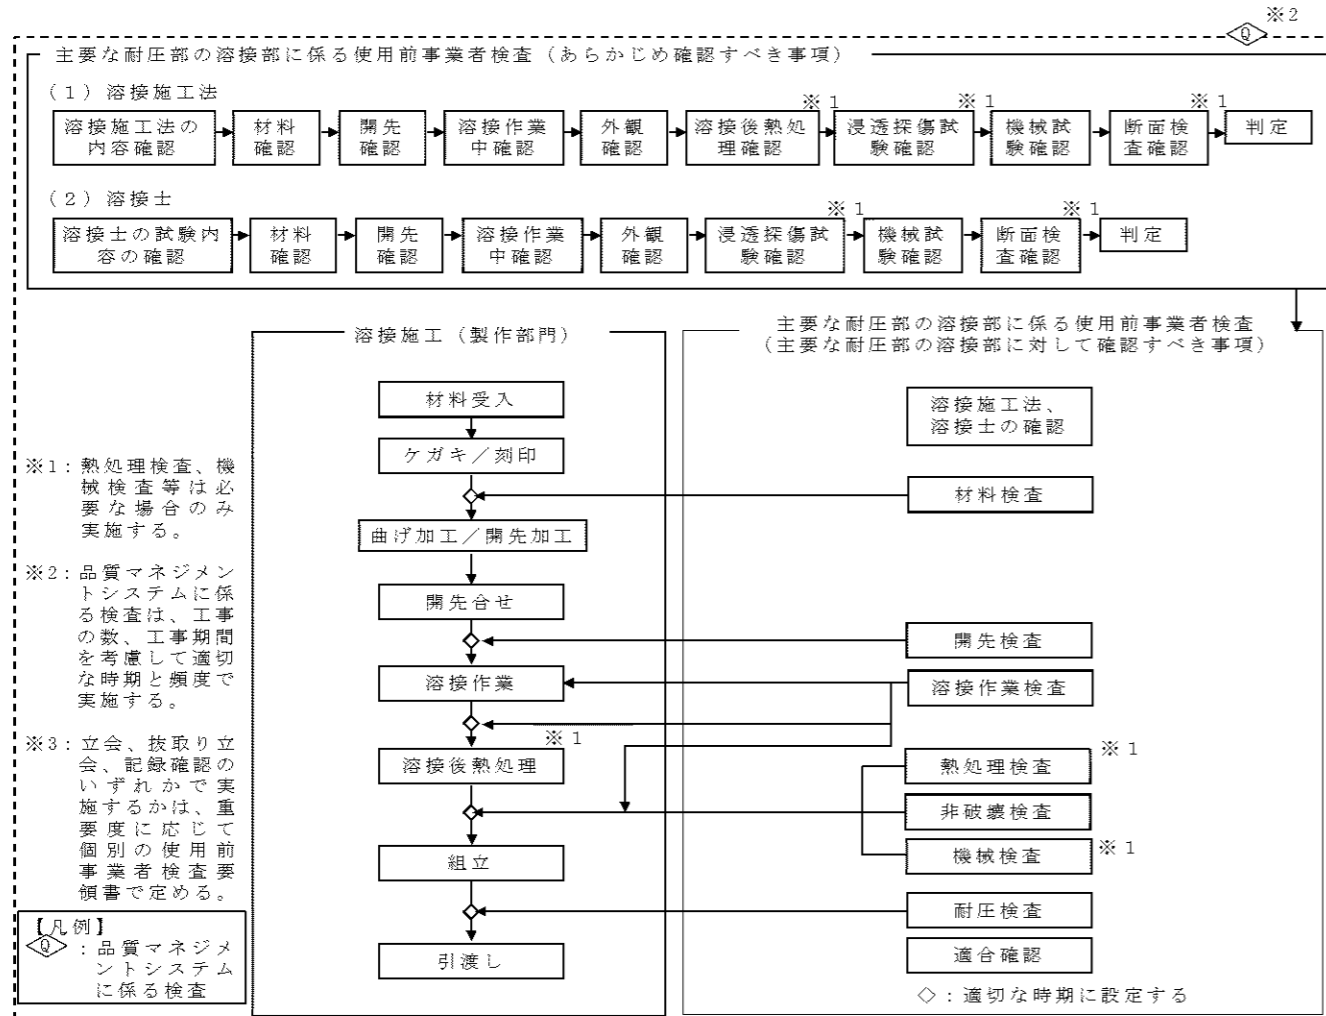 ※2
Q
主要な耐圧部の溶接部に係る使用前事業者検査（あらかじめ確認すべき事項）
（1）溶接施工法
溶接施工法の
内容確認
材料
確認
開先
確認
溶接作業
中確認
外観
確認
※1
溶接後熱処
理確認
※1
浸透探傷試
験確認
機械試
験確認
※1
断面検
査確認
判定
（2）溶接士
溶接士の試験内
容の確認
材料
確認
開先
確認
溶接作業
中確認
外観
確認
※1
浸透探傷試
験確認
機械試
験確認
※1
断面検
査確認
判定
溶接施工（製作部門）
材料受入
ケガキ／刻印
曲げ加工／開先加工
開先合せ
溶接作業
※1
溶接後熱処理
組立
引渡し
主要な耐圧部の溶接部に係る使用前事業者検査
（主要な耐圧部の溶接部に対して確認すべき事項）
溶接施工法、
溶接士の確認
材料検査
開先検査
溶接作業検査
※1
熱処理検査
非破壊検査
※1
機械検査
耐圧検査
適合確認
◇：適切な時期に設定する
※1：熱処理検査、機
械検査等は必
要な場合のみ
実施する。
※2：品質マネジメン
トシステムに係
る検査は、工事
の数、工事期間
を考慮して適切
な時期と頻度で
実施する。
※3：立会、抜取り立
会、記録確認の
いずれかで実
施するかは、重
要度に応じて
個別の使用前
事業者検査要
領書で定める。
【凡例】
Q：品質マネジメ
ントシステム
に係る検査